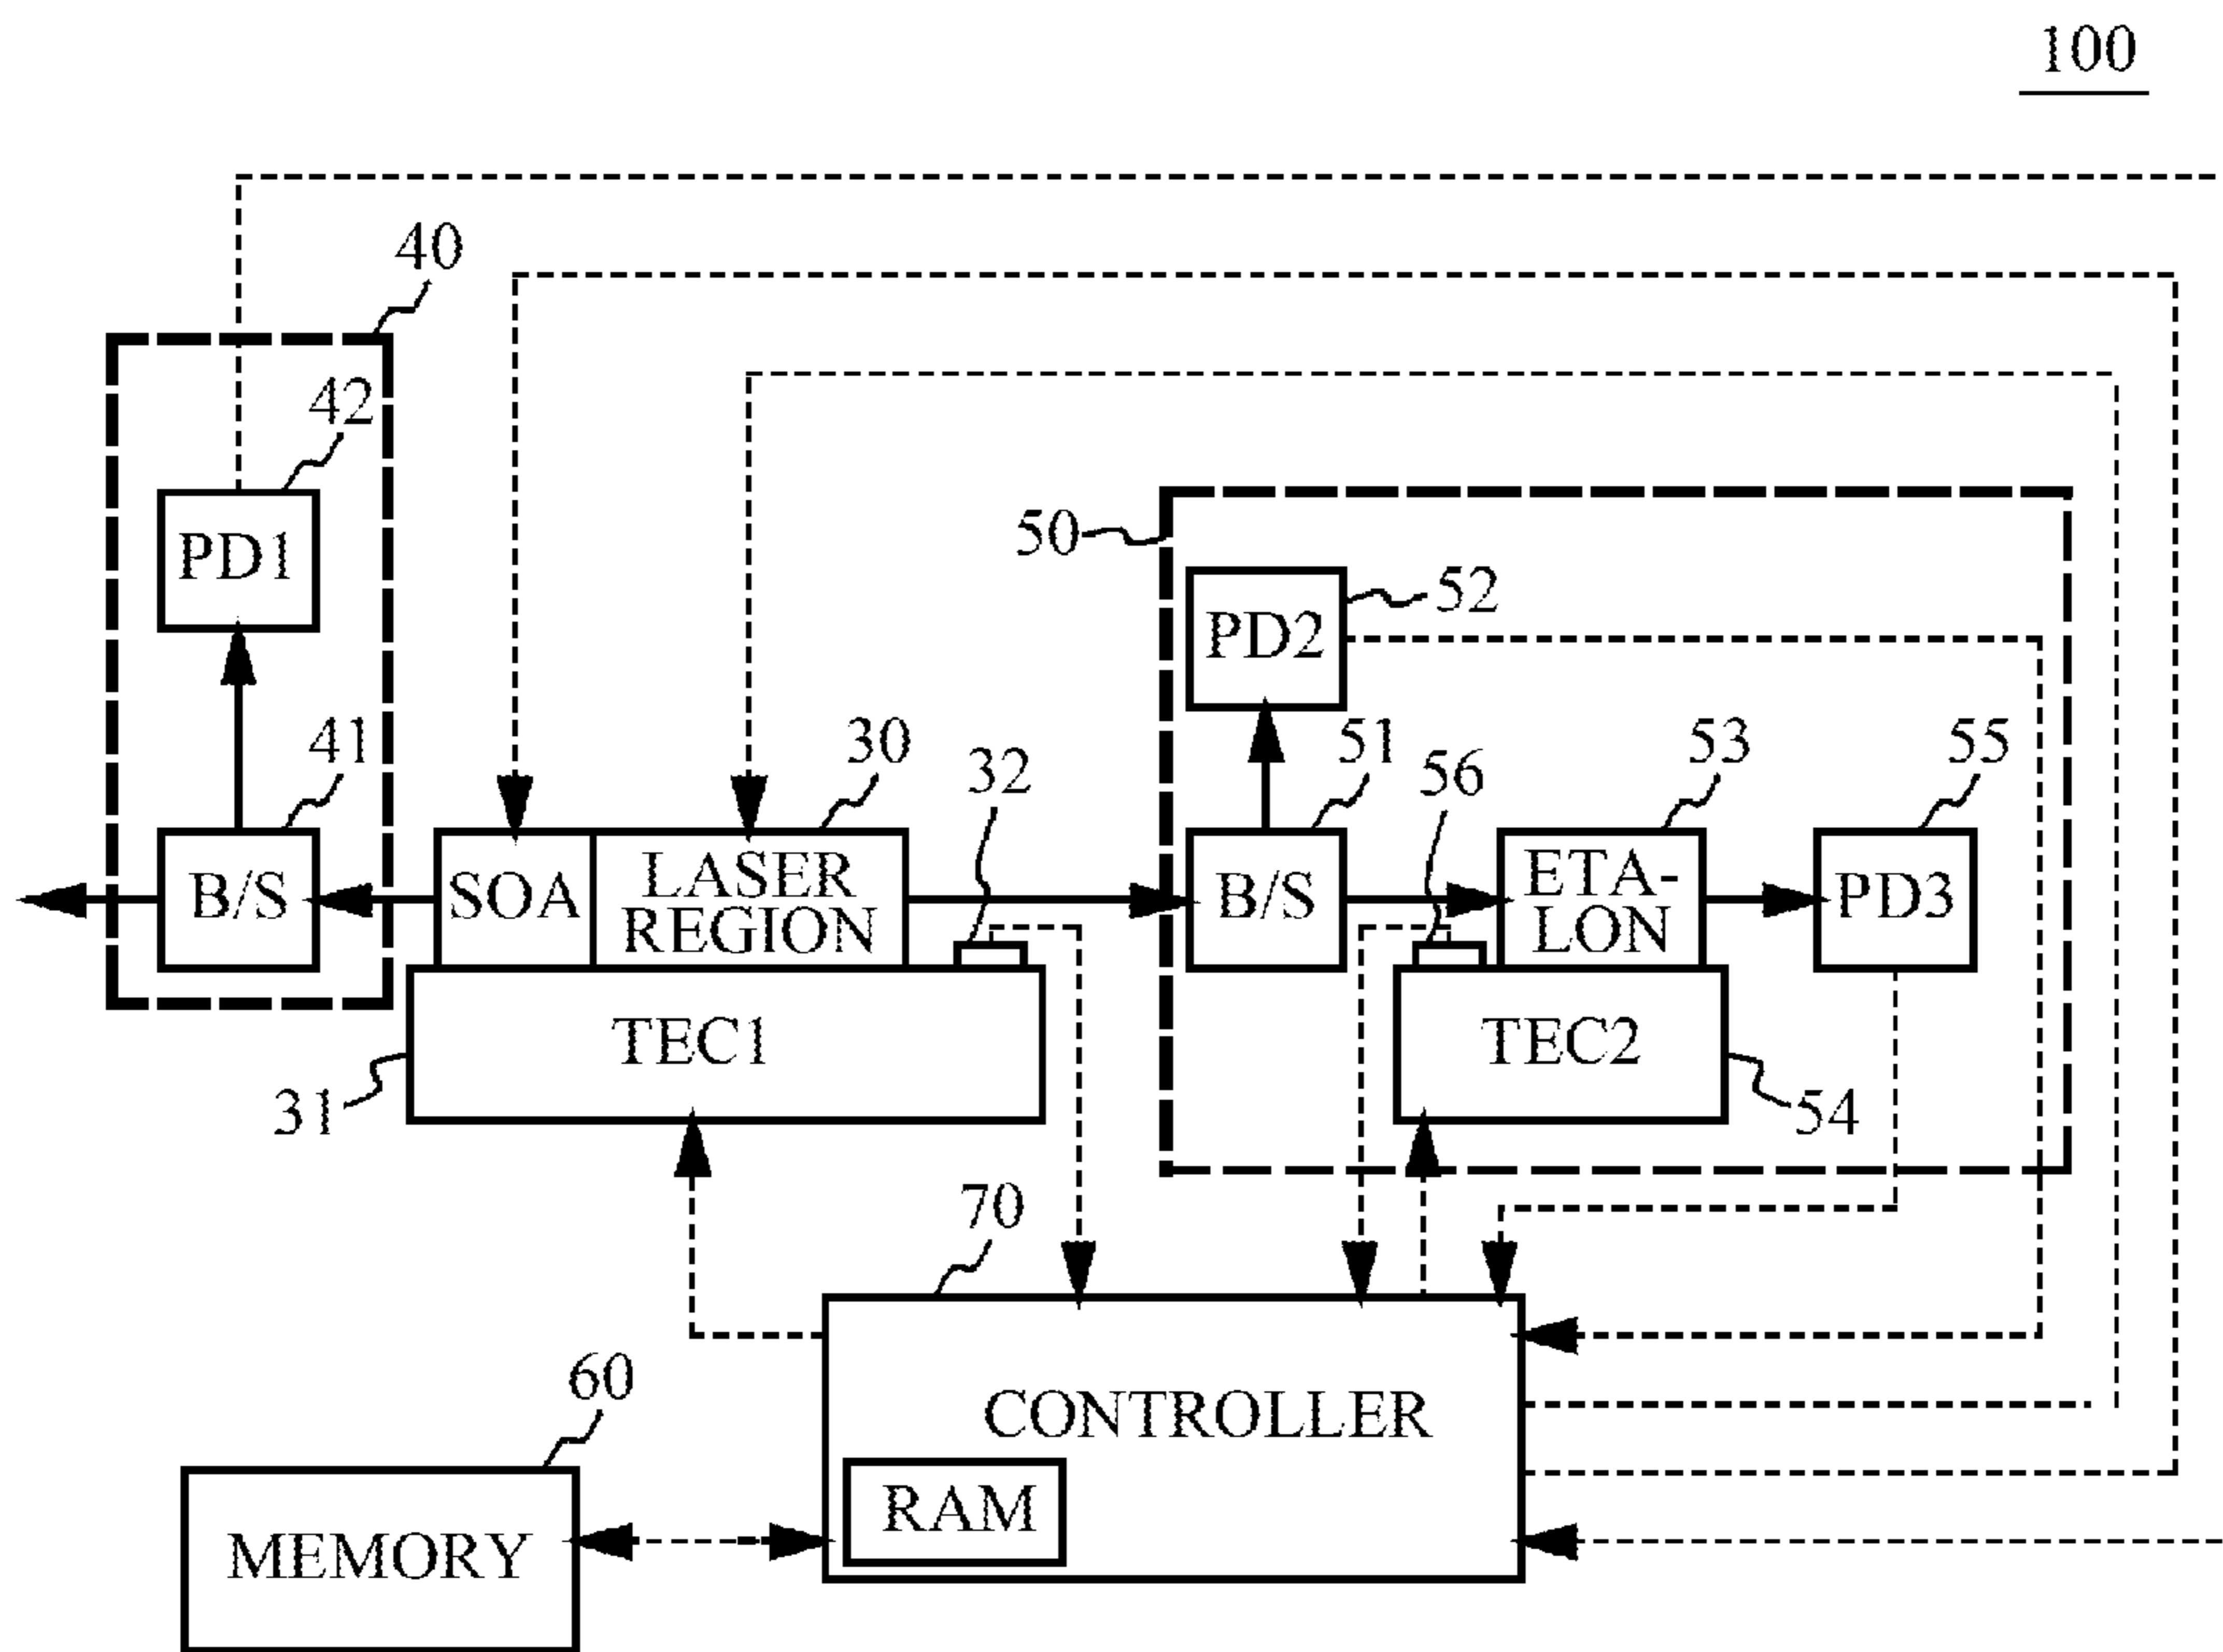 100
40
42
PD1
50
52
PD2
41
30
32
51
56
53
55
B/S
SOA
LASER
REGION
B/S
ETA-
LON
PD3
TEC1
TEC2
31
54
70
60
CONTROLLER
RAM
MEMORY